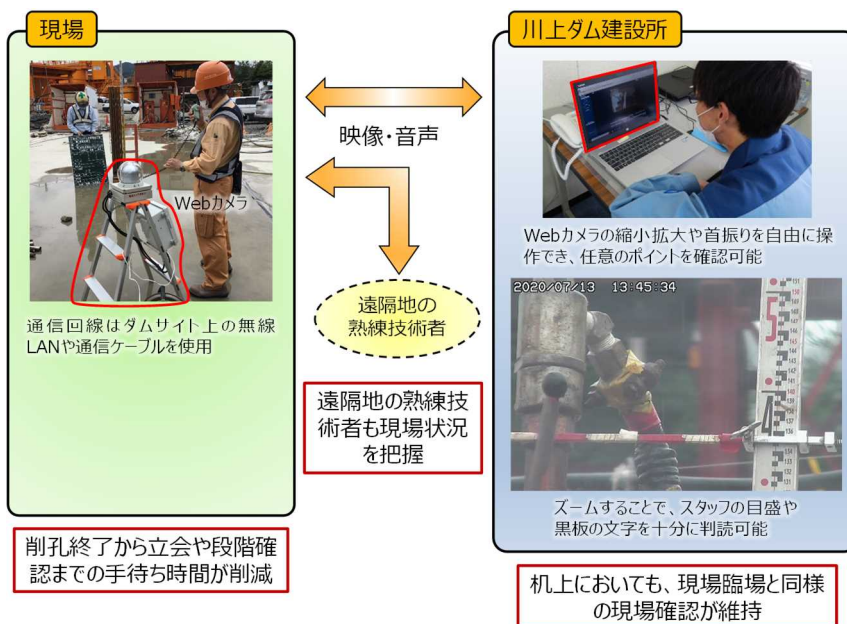 現場
Webカメラ
通信回線はダムサイト上の無線
LANや通信ケーブルを使用
削孔終了から立会や段階確
認までの手待ち時間が削減
映像・音声
遠隔地の
熟練技術者
遠隔地の熟練技
術者も現場状況
を把握
川上ダム建設所
Webカメラの縮小拡大や首振りを自由に操
作でき、任意のポイントを確認可能
2020/07/13 13:45:34
5
4
ズームすることで、スタッフの目盛や
黒板の文字を十分に判読可能
机上においても、現場臨場と同様
の現場確認が維持